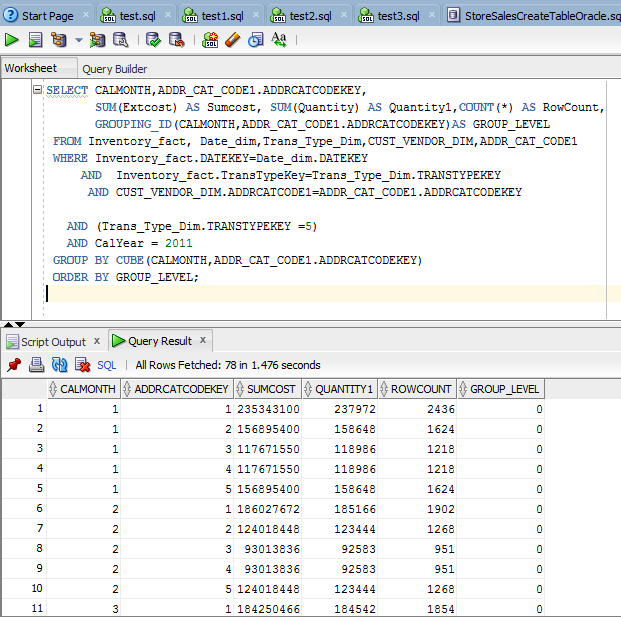 Start Page × test.sql × test1.sql × test2.sql × test3.sql × StoreSalesCreateTableOracle.sq
Worksheet Query Builder
SELECT CALMONTH,ADDR_CAT_CODE1.ADDRCATCODEKEY,
SUM(Extcost) AS Sumcost, SUM(Quantity) AS Quantity1,COUNT(*) AS RowCount,
GROUPING_ID(CALMONTH,ADDR_CAT_CODE1.ADDRCATCODEKEY)AS GROUP_LEVEL
FROM Inventory_fact, Date_dim,Trans_Type_Dim,CUST_VENDOR_DIM,ADDR_CAT_CODE1
WHERE Inventory_fact.DATEKEY=Date_dim.DATEKEY
AND Inventory_fact.TransTypeKey=Trans_Type_Dim.TRANSTYPEKEY
AND CUST_VENDOR_DIM.ADDRCATCODE1=ADDR_CAT_CODE1.ADDRCATCODEKEY
AND (Trans_Type_Dim.TRANSTYPEKEY =5)
AND CalYear = 2011
GROUP BY CUBE(CALMONTH,ADDR_CAT_CODE1.ADDRCATCODEKEY)
ORDER BY GROUP_LEVEL;
Script Output × Query Result ×
SQL | All Rows Fetched: 78 in 1.476 seconds
CALMONTH ADDRCATCODEKEY SUMCOST QUANTITY1 ROWCOUNT GROUP_LEVEL
1 1 1 235343100 237972 2436 0
2 1 2 156895400 158648 1624 0
3 1 3 117671550 118986 1218 0
4 1 4 117671550 118986 1218 0
5 1 5 156895400 158648 1624 0
6 2 1 186027672 185166 1902 0
7 2 2 124018448 123444 1268 0
8 2 3 93013836 92583 951 0
9 2 4 93013836 92583 951 0
10 2 5 124018448 123444 1268 0
11 3 1 184250466 184542 1854 0